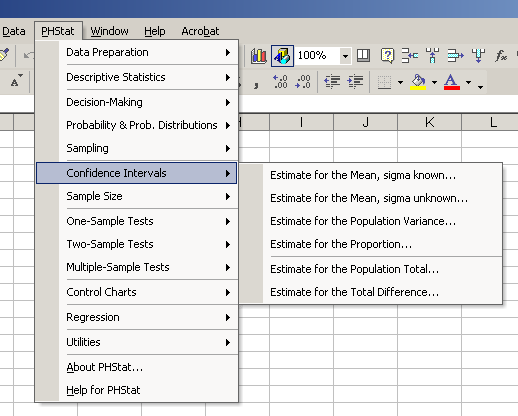 Data PHStat Window Help Acrobat
100% ?
.00 .0 .00
A
H I J K L
Data Preparation
Descriptive Statistics
Decision-Making
Probability & Prob. Distributions
Sampling
Confidence Intervals
Sample Size
One-Sample Tests
Two-Sample Tests
Multiple-Sample Tests
Control Charts
Regression
Utilities
About PHStat...
Help for PHStat
Estimate for the Mean, sigma known...
Estimate for the Mean, sigma unknown...
Estimate for the Population Variance...
Estimate for the Proportion...
Estimate for the Population Total...
Estimate for the Total Difference...